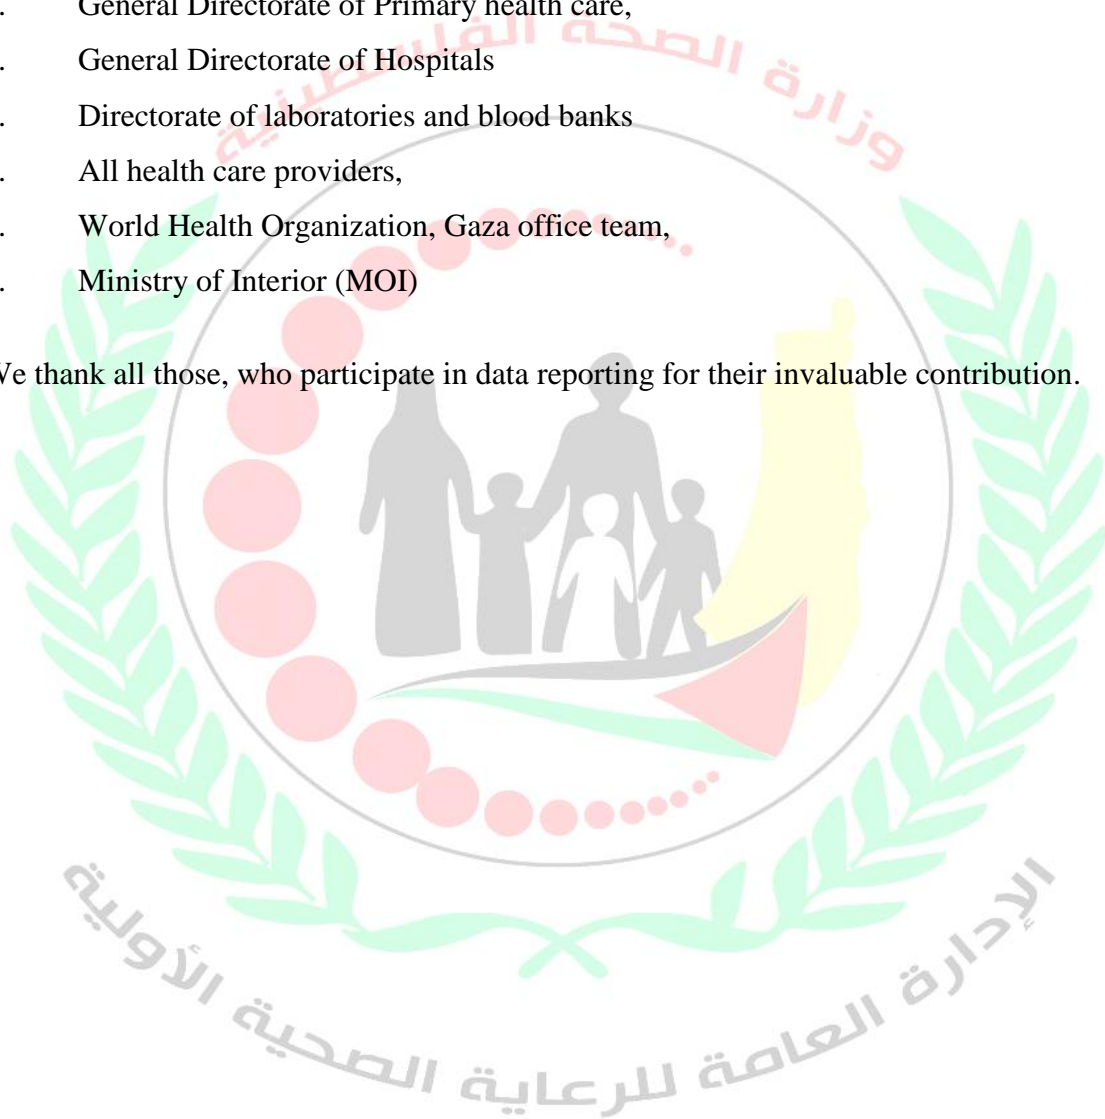 . General Directorate of Primary health care,
. General Directorate of Hospitals
. Directorate of laboratories and blood banks
. All health care providers,
. World Health Organization, Gaza office team,
. Ministry of Interior (MOI)
We thank all those, who participate in data reporting for their invaluable contribution.
وزارة الصحة الفلسطينية
الإدارة العامة للرعاية الصحية الأولية